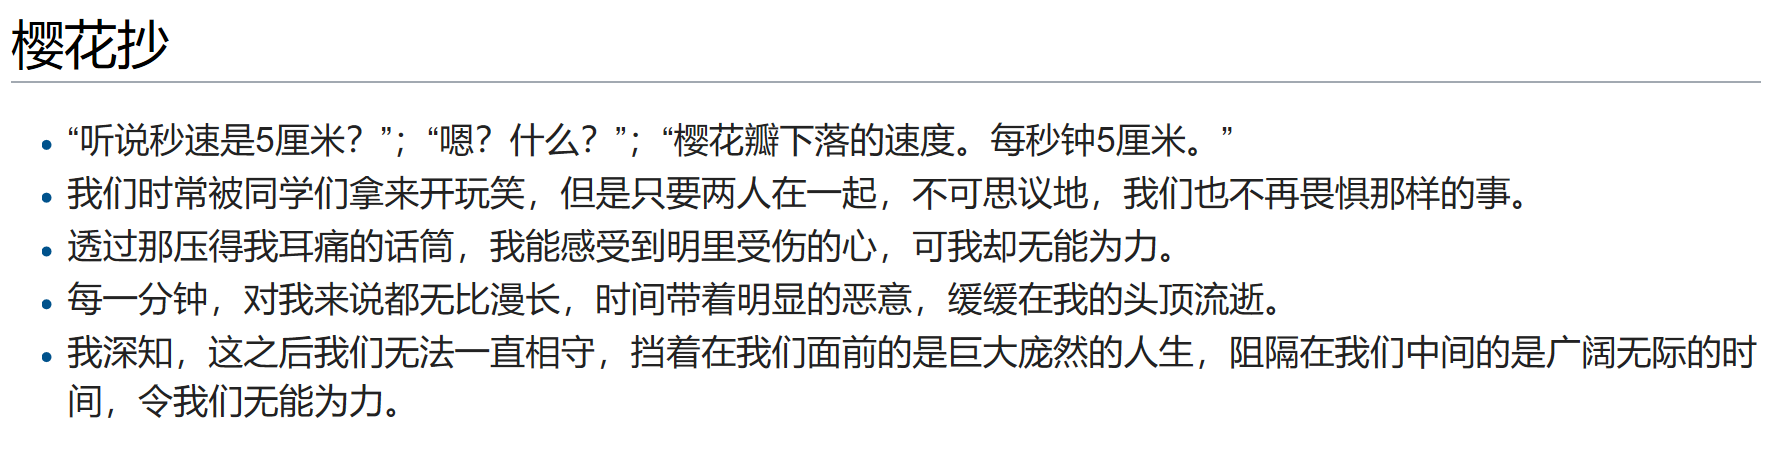 樱花抄
“听说秒速是5厘米？”；“嗯？什么？”；“樱花瓣下落的速度。每秒钟5厘米。”
我们时常被同学们拿来开玩笑，但是只要两人在一起，不可思议地，我们也不再畏惧那样的事。
透过那压得我耳痛的话筒，我能感受到明里受伤的心，可我却无能为力。
每一分钟，对我来说都无比漫长，时间带着明显的恶意，缓缓在我的头顶流逝。
我深知，这之后我们无法一直相守，挡着在我们面前的是巨大庞然的人生，阻隔在我们中间的是广阔无际的时
间，令我们无能为力。